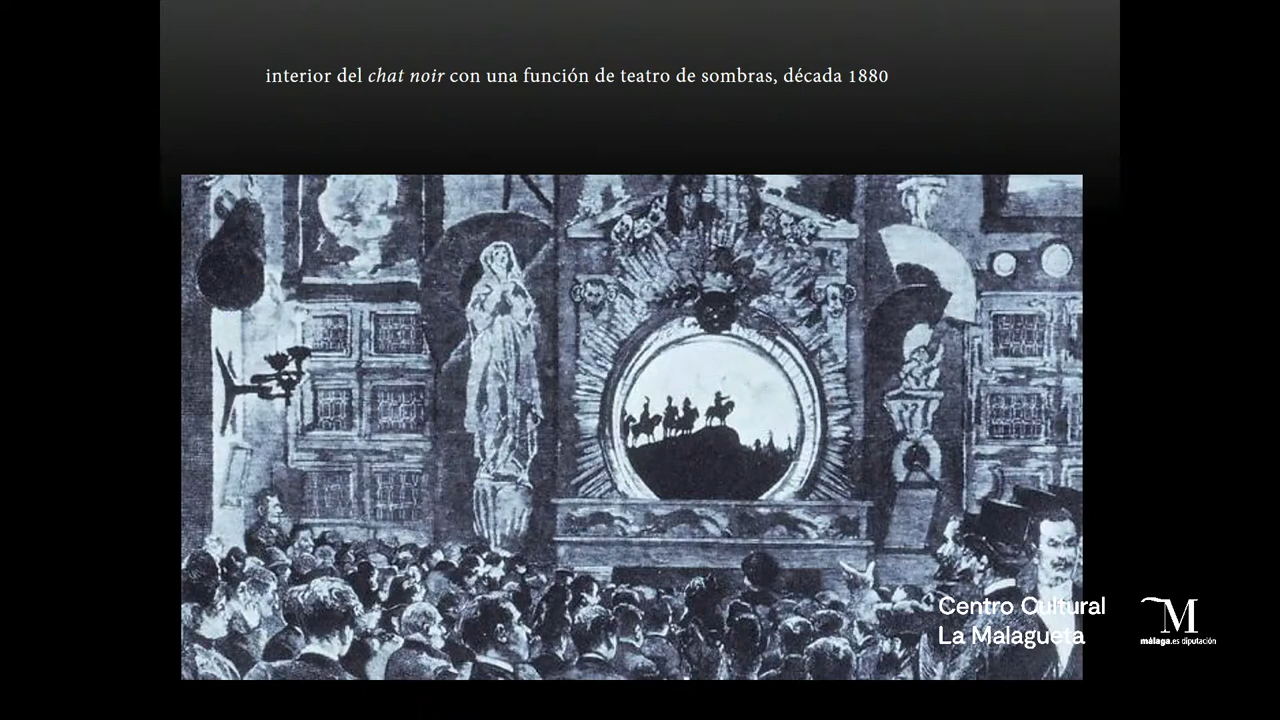 interior del chat noir con una función de teatro de sombras, década 1880
Centro Cultural
La Malagueta
M
málaga.es diputación